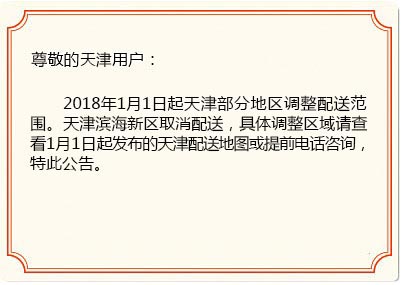 尊敬的天津用户：
2018年1月1日起天津部分地区调整配送范
围。天津滨海新区取消配送，具体调整区域请查
看1月1日起发布的天津配送地图或提前电话咨询，
特此公告。